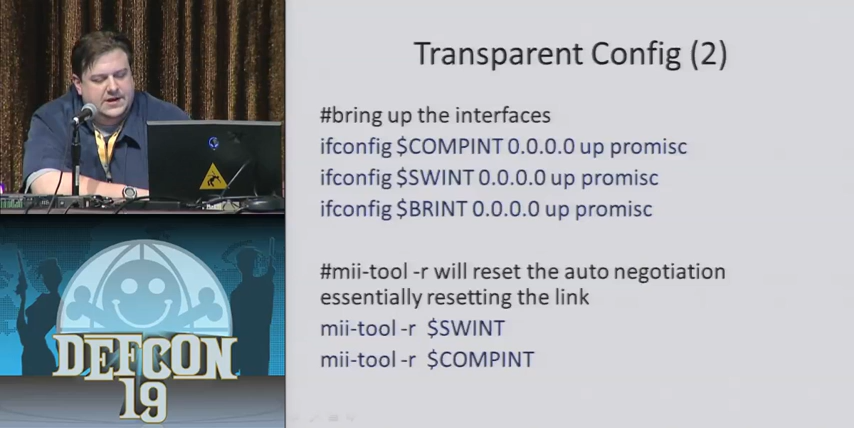 Transparent Config (2)
#bring up the interfaces
ifconfig $COMPINT 0.0.0.0 up promisc
ifconfig $SWINT 0.0.0.0 up promisc
ifconfig $BRINT 0.0.0.0 up promisc
#mii-tool -r will reset the auto negotiation
essentially resetting the link
mii-tool -r $SWINT
mii-tool -r $COMPINT
DEFCON
19